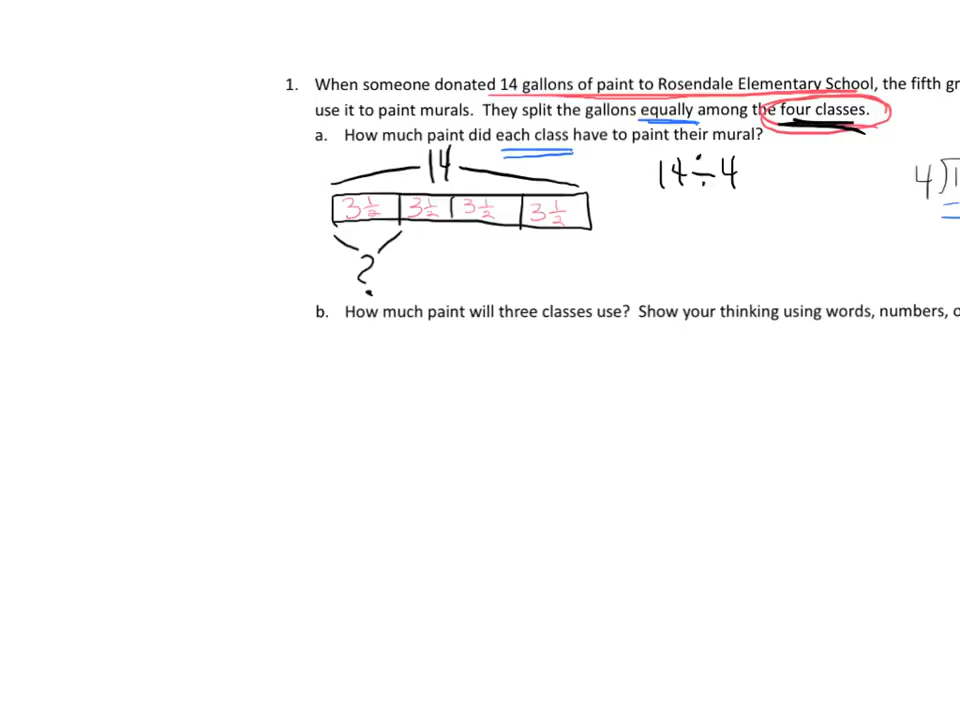 1. When someone donated 14 gallons of paint to Rosendale Elementary School, the fifth gr
use it to paint murals. They split the gallons equally among the four classes.
a. How much paint did each class have to paint their mural?
14
14 ÷ 4
4)1
3 1/2 3 1/2 3 1/2 3 1/2
?
b. How much paint will three classes use? Show your thinking using words, numbers, o